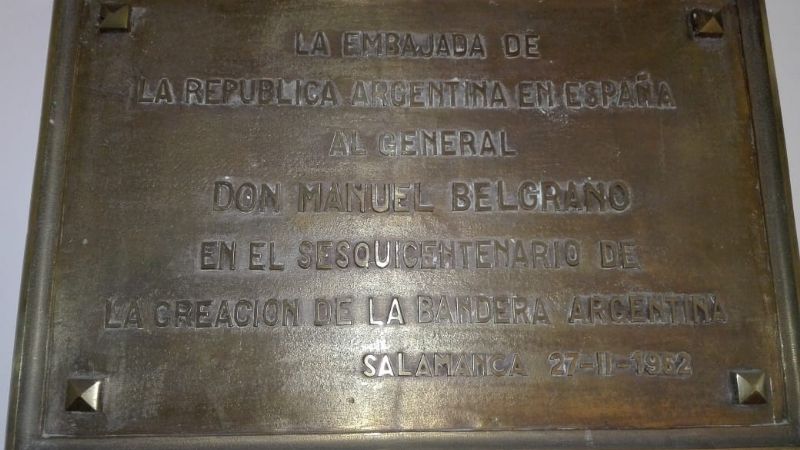 LA EMBAJADA DE
LA REPUBLICA ARGENTINA EN ESPAÑA
AL GENERAL
DON MANUEL BELGRANO
EN EL SESQUICENTENARIO DE
LA CREACION DE LA BANDERA ARGENTINA
SALAMANCA 27-II-1962